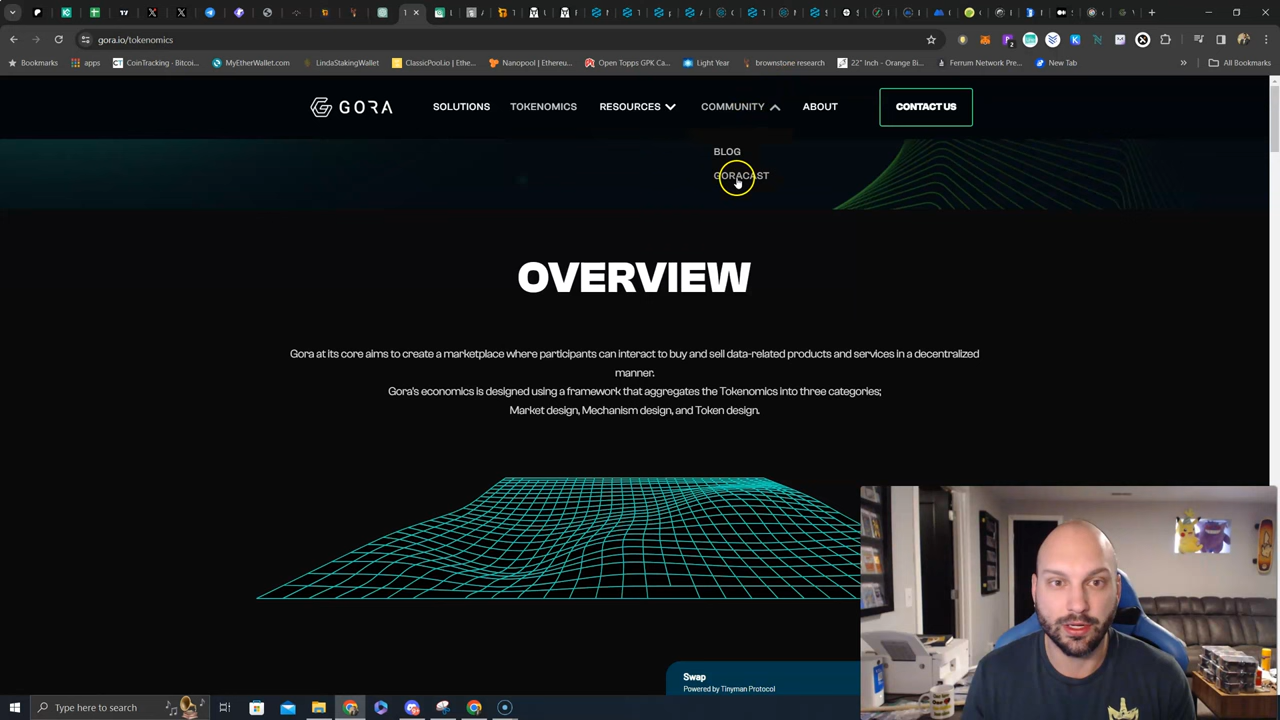 gora.io/tokenomics
Bookmarks
apps
CoinTracking - Bitcoi...
MyEtherWallet.com
LindaStakingWallet
ClassicPool.io | Ethe...
Nanopool | Ethereu...
Open Topps GPK Ca...
Light Year
brownstone research
22" Inch - Orange Bi...
Ferrum Network Pre...
New Tab
All Bookmarks
GORA
SOLUTIONS
TOKENOMICS
RESOURCES
COMMUNITY
ABOUT
CONTACT US
BLOG
GORACAST
OVERVIEW
Gora at its core aims to create a marketplace where participants can interact to buy and sell data-related products and services in a decentralized
manner.
Gora's economics is designed using a framework that aggregates the Tokenomics into three categories;
Market design, Mechanism design, and Token design.
Swap
Powered by Tinyman Protocol
Type here to search